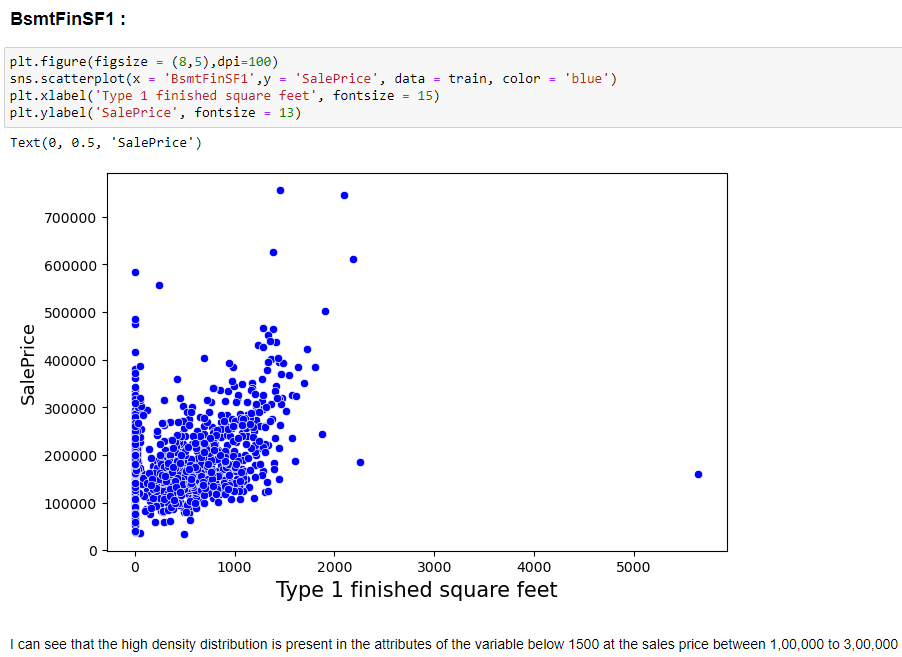 BsmtFinSF1 :
plt.figure(figsize = (8,5),dpi=100)
sns.scatterplot(x = 'BsmtFinSF1',y = 'SalePrice', data = train, color = 'blue')
plt.xlabel('Type 1 finished square feet', fontsize = 15)
plt.ylabel('SalePrice', fontsize = 13)
Text(0, 0.5, 'SalePrice')
700000
600000
500000
400000
300000
200000
100000
0
SalePrice
0 1000 2000 3000 4000 5000
Type 1 finished square feet
I can see that the high density distribution is present in the attributes of the variable below 1500 at the sales price between 1,00,000 to 3,00,000